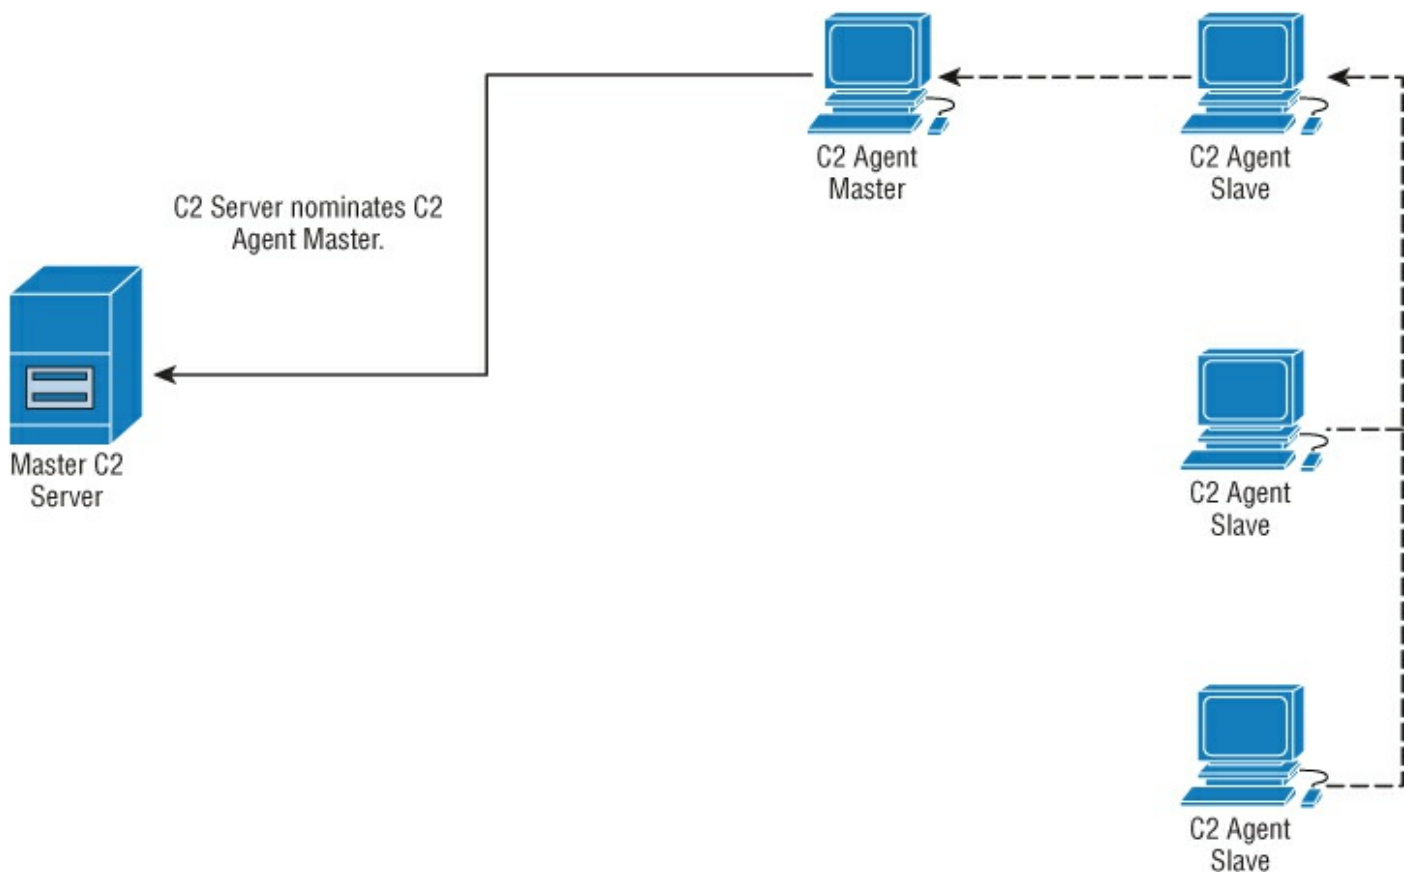 C2 Agent
Master
C2 Agent
Slave
C2 Server nominates C2
Agent Master.
Master C2
Server
C2 Agent
Slave
C2 Agent
Slave